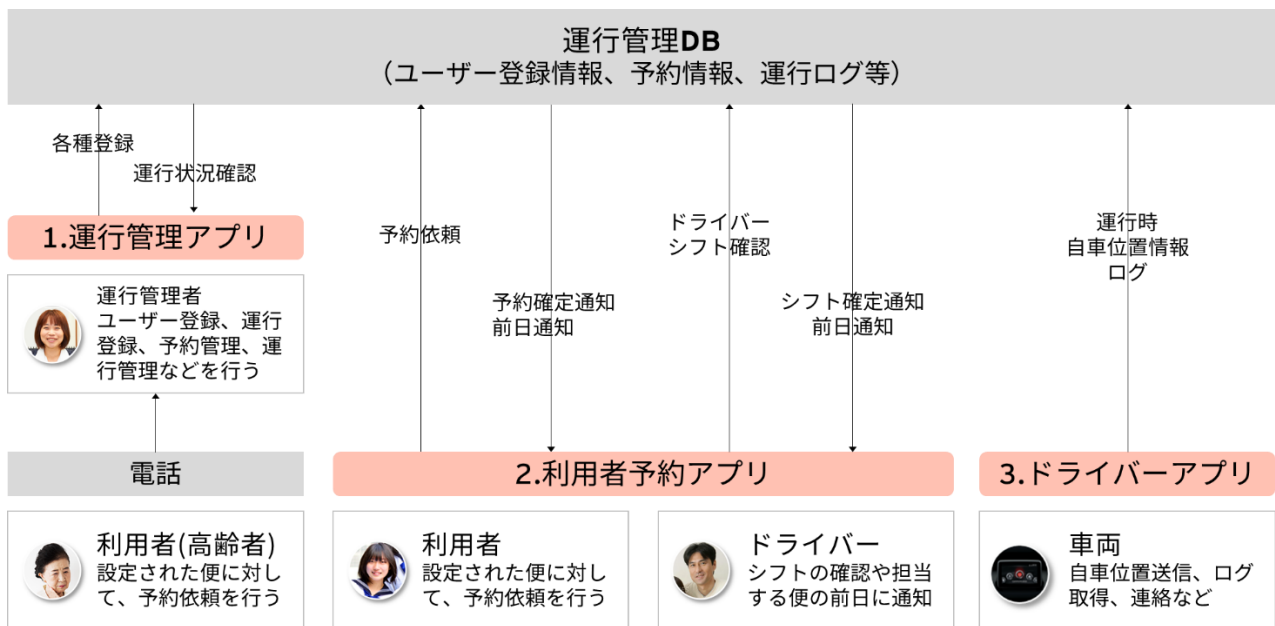 運行管理DB
（ユーザー登録情報、予約情報、運行ログ等）
各種登録
運行状況確認
1.運行管理アプリ
運行管理者
ユーザー登録、運行
登録、予約管理、運
行管理などを行う
予約依頼
予約確定通知
前日通知
ドライバー
シフト確認
シフト確定通知
前日通知
運行時
自車位置情報
ログ
電話
利用者(高齢者)
設定された便に対し
て、予約依頼を行う
2.利用者予約アプリ
利用者
設定された便に対し
て、予約依頼を行う
ドライバー
シフトの確認や担当
する便の前日に通知
3.ドライバーアプリ
車両
自車位置送信、ログ
取得、連絡など